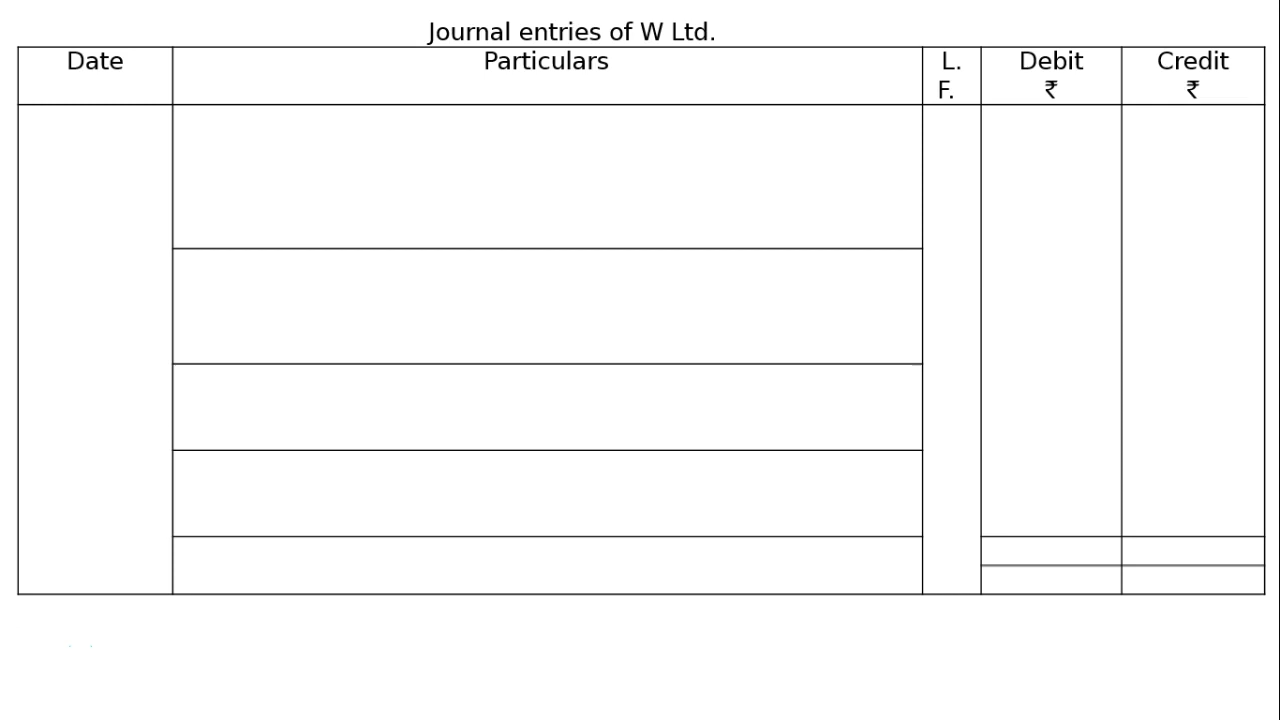 Journal entries of W Ltd.
Date Particulars L. F. Debit ₹ Credit ₹